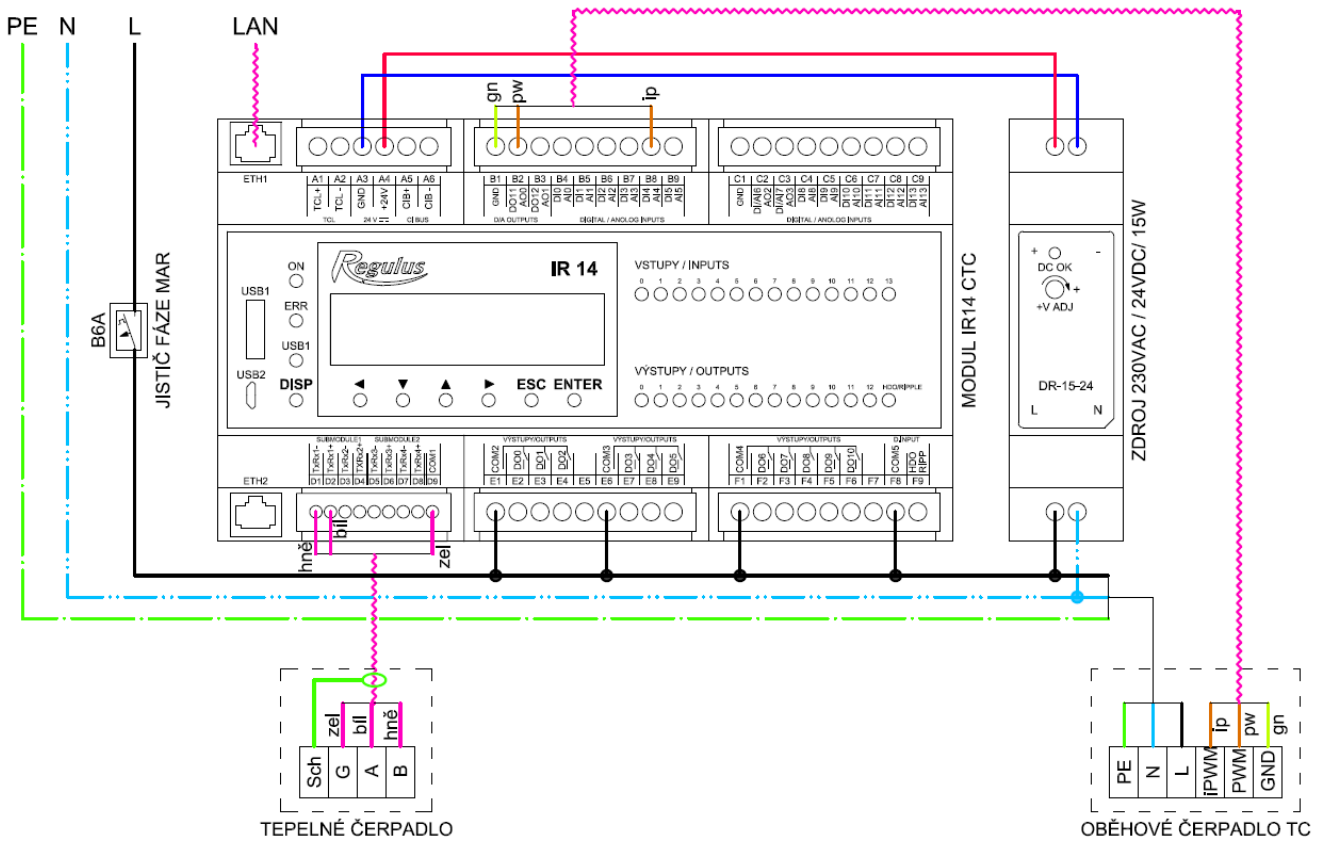 PE N L LAN
gn pw ip
ETH1
A1 A2 A3 A4 A5 A6
TCL+ TCL - GND +24V CIB+ CIB -
TCL 24 V CIBUS
B1 B2 B3 B4 B5 B6 B7 B8 B9
GND DO11 AO0 DO12 AO1 DI0 AI0 DI1 AI1 DI2 AI2 DI3 AI3 DI4 AI4 DI5 AI5
D/A OUTPUTS DIGITAL / ANOLOG INPUTS
C1 C2 C3 C4 C5 C6 C7 C8 C9
GND DI/AI6 AO2 DI/AI7 AO3 DI8 AI8 DI9 AI9 DI10 AI10 DI11 AI11 DI12 AI12 DI13 AI13
DIGITAL / ANOLOG INPUTS
B6A
JISTIČ FÁZE MAR
USB1
USB2
ON
ERR
USB1
DISP
Regulus
IR 14
ESC ENTER
VSTUPY / INPUTS
0 1 2 3 4 5 6 7 8 9 10 11 12 13
VÝSTUPY / OUTPUTS
0 1 2 3 4 5 6 7 8 9 10 11 12 HDO/RIPPLE
MODUL IR14 CTC
+ -
DC OK
+
+V ADJ
DR-15-24
L N
ZDROJ 230VAC / 24VDC/ 15W
SUBMODULE1 SUBMODULE2
TxRx1- TxRx1+ TxRx2- TXRx2+ TxRx3- TxRx3+ TxRx4- TxRx4+ COM1
D1 D2 D3 D4 D5 D6 D7 D8 D9
VÝSTUPY/OUTPUTS VÝSTUPY/OUTPUTS
COM2 DO0 DO1 DO2 COM3 DO3 DO4 DO5
E1 E2 E3 E4 E5 E6 E7 E8 E9
VÝSTUPY/OUTPUTS D.INPUT
COM4 DO6 DO7 DO8 DO9 DO10 COM5 HDO RIPP
F1 F2 F3 F4 F5 F6 F7 F8 F9
ETH2
hně bíl zel
zel bíl hně
Sch G A B
TEPELNÉ ČERPADLO
ip pw gn
PE N L iPWM PWM GND
OBĚHOVÉ ČERPADLO TC